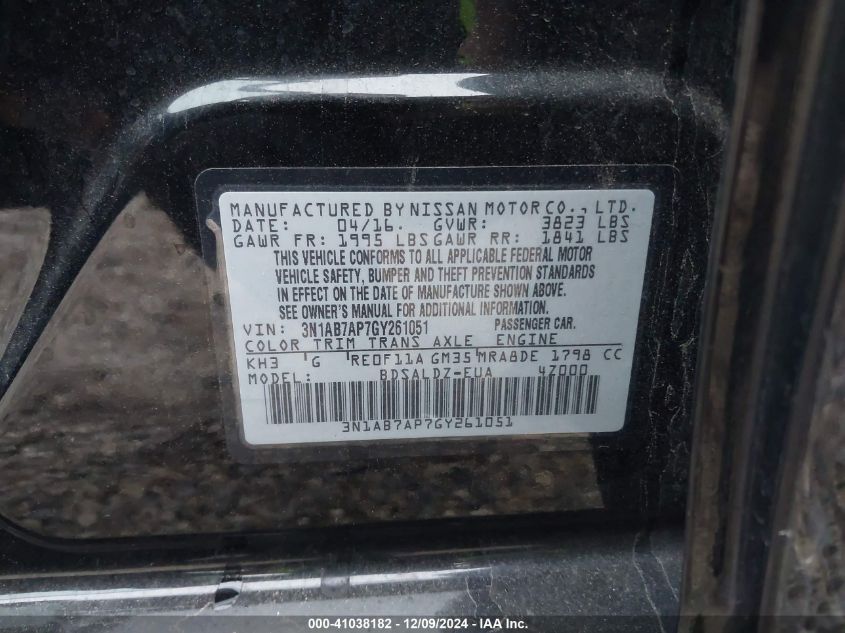 MANUFACTURED BY NISSAN MOTOR CO., LTD.
DATE: 04/16. GVWR: 3823 LBS
GAWR FR: 1995 LBS GAWR RR: 1841 LBS
THIS VEHICLE CONFORMS TO ALL APPLICABLE FEDERAL MOTOR
VEHICLE SAFETY, BUMPER AND THEFT PREVENTION STANDARDS
IN EFFECT ON THE DATE OF MANUFACTURE SHOWN ABOVE.
SEE OWNER'S MANUAL FOR ADDITIONAL INFORMATION.
VIN: 3N1AB7AP7GY261051 PASSENGER CAR.
COLOR TRIM TRANS AXLE ENGINE
KH3 G RE0F11A GM35 MRA8DE 1798 CC
MODEL: BDSALDZ-EUA 4Z000
3N1AB7AP7GY261051
000-41038182 - 12/09/2024 - IAA Inc.